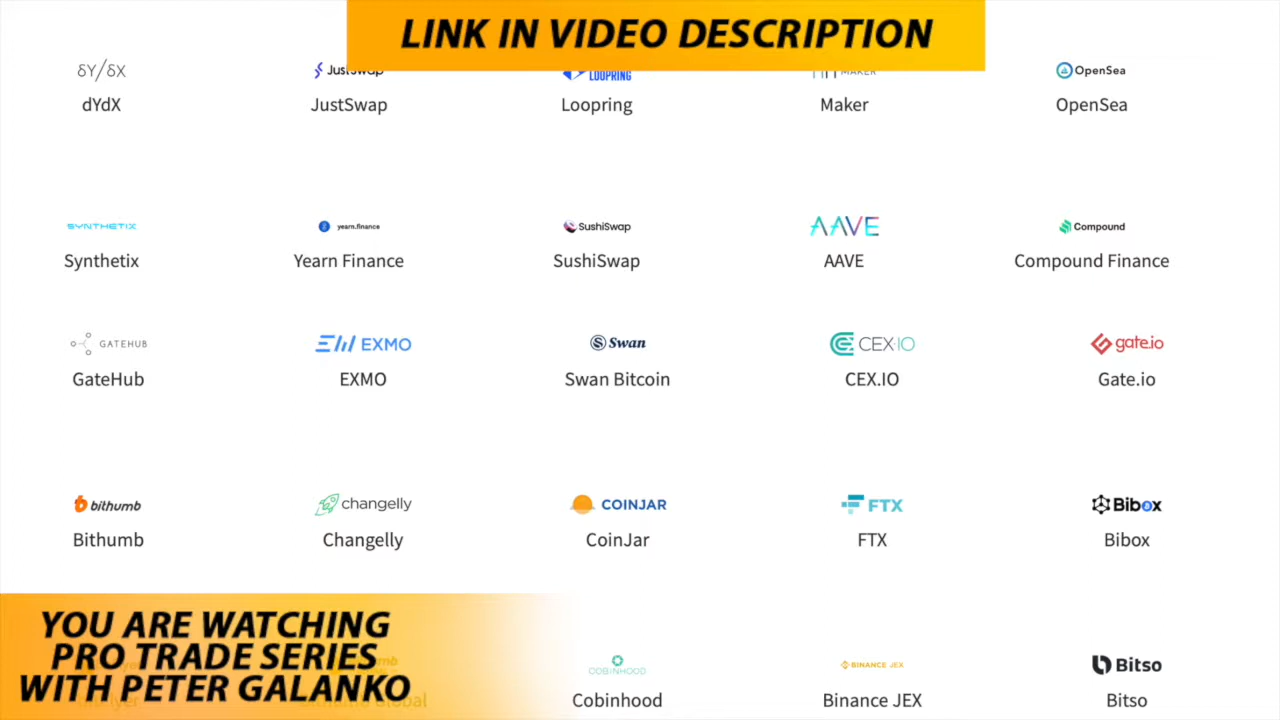 LINK IN VIDEO DESCRIPTION
δY/δX JustSwap LOOPRING MAKER OpenSea
dYdX JustSwap Loopring Maker OpenSea
SYNTHETIX yearn.finance SushiSwap AAVE Compound
Synthetix Yearn Finance SushiSwap AAVE Compound Finance
GATEHUB EXMO Swan CEX.IO gate.io
GateHub EXMO Swan Bitcoin CEX.IO Gate.io
bithumb changelly COINJAR FTX Bibox
Bithumb Changelly CoinJar FTX Bibox
YOU ARE WATCHING
PRO TRADE SERIES
WITH PETER GALANKO
COBINHOOD BINANCE JEX Bitso
Global Cobinhood Binance JEX Bitso